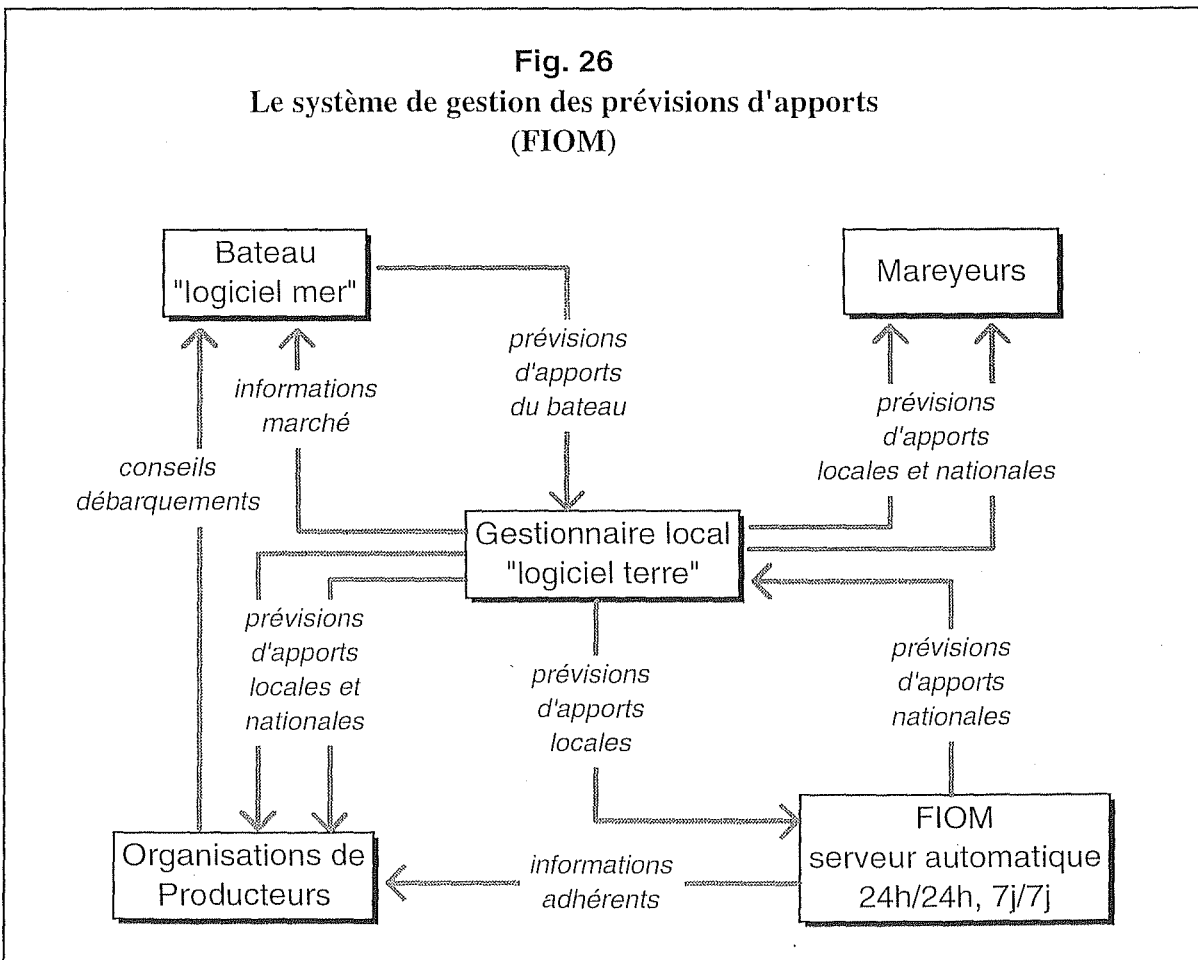 Fig. 26
Le système de gestion des prévisions d'apports
(FIOM)
Bateau
"logiciel mer"
Mareyeurs
prévisions
d'apports
du bateau
informations
marché
prévisions
d'apports
locales et nationales
conseils
débarquements
Gestionnaire local
"logiciel terre"
prévisions
d'apports
locales et
nationales
prévisions
d'apports
locales
prévisions
d'apports
nationales
Organisations de
Producteurs
informations
adhérents
FIOM
serveur automatique
24h/24h, 7j/7j